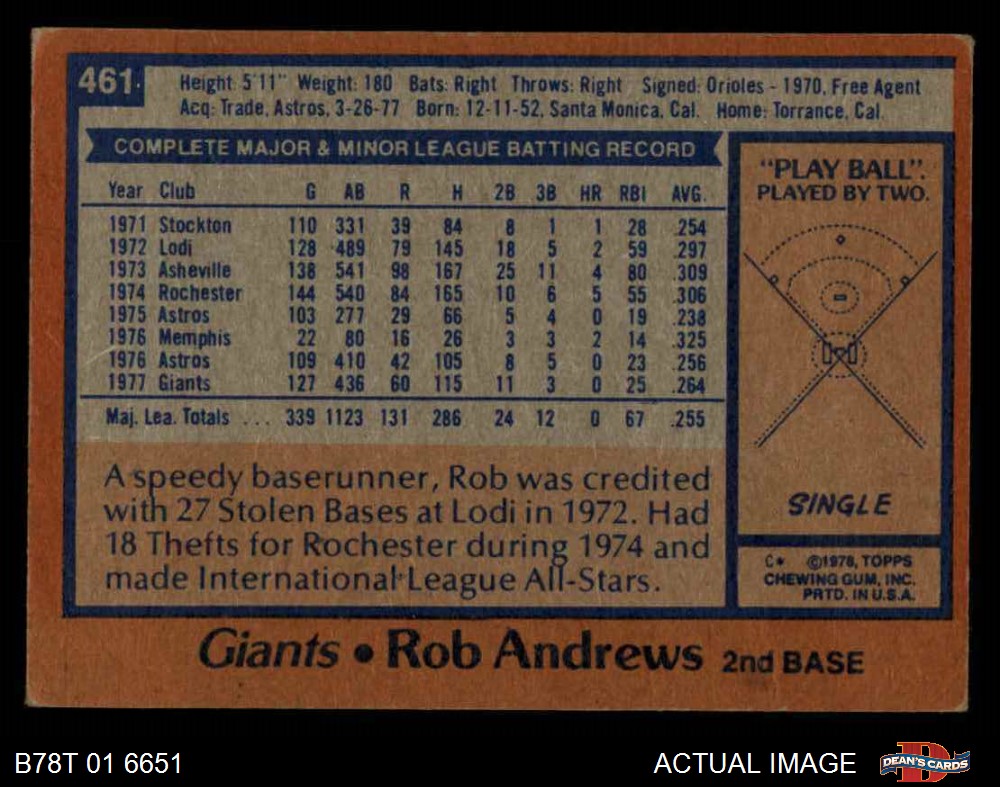 461
Height: 5'11" Weight: 180 Bats: Right Throws: Right Signed: Orioles - 1970, Free Agent
Acq: Trade, Astros, 3-26-77 Born: 12-11-52, Santa Monica, Cal. Home: Torrance, Cal.
COMPLETE MAJOR & MINOR LEAGUE BATTING RECORD
Year Club G AB R H 2B 3B HR RBI AVG.
1971 Stockton 110 331 39 84 8 1 1 28 .254
1972 Lodi 128 489 79 145 18 5 2 59 .297
1973 Asheville 138 541 98 167 25 11 4 80 .309
1974 Rochester 144 540 84 165 10 6 5 55 .306
1975 Astros 103 277 29 66 5 4 0 19 .238
1976 Memphis 22 80 16 26 3 3 2 14 .325
1976 Astros 109 410 42 105 8 5 0 23 .256
1977 Giants 127 436 60 115 11 3 0 25 .264
Maj. Lea. Totals ... 339 1123 131 286 24 12 0 67 .255
A speedy baserunner, Rob was credited
with 27 Stolen Bases at Lodi in 1972. Had
18 Thefts for Rochester during 1974 and
made International League All-Stars.
"PLAY BALL".
PLAYED BY TWO.
SINGLE
C* ©1978, TOPPS
CHEWING GUM, INC.
PRTD. IN U.S.A.
Giants • Rob Andrews 2nd BASE
B78T 01 6651
ACTUAL IMAGE
DEAN'S CARDS